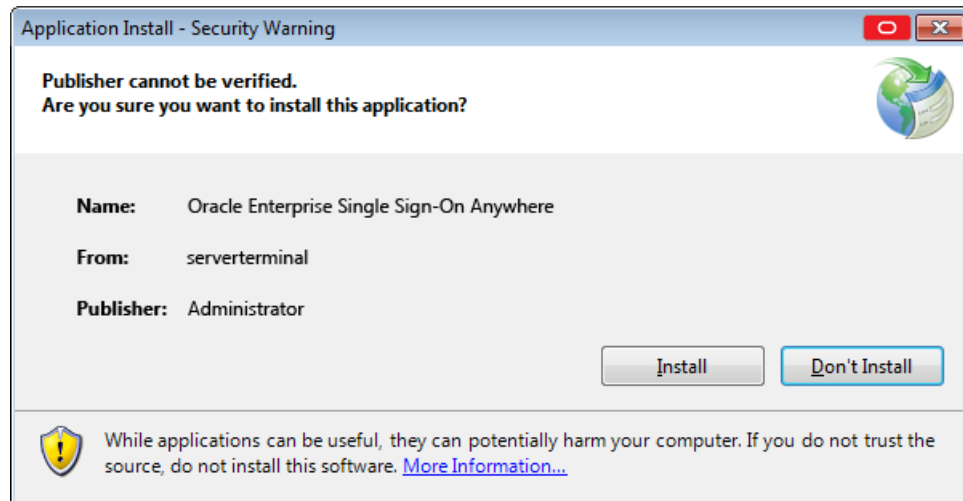 Application Install - Security Warning
Publisher cannot be verified.
Are you sure you want to install this application?
Name: Oracle Enterprise Single Sign-On Anywhere
From: serverterminal
Publisher: Administrator
Install Don't Install
While applications can be useful, they can potentially harm your computer. If you do not trust the
source, do not install this software. More Information...